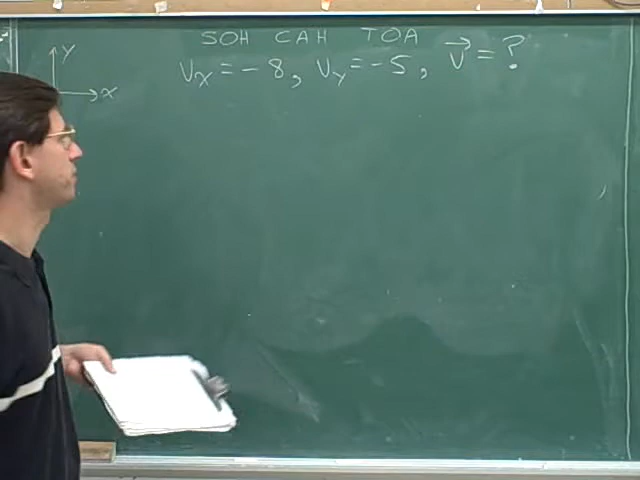 SOH CAH TOA
Vx = -8, Vy = -5, V⃗ = ?
Y
x